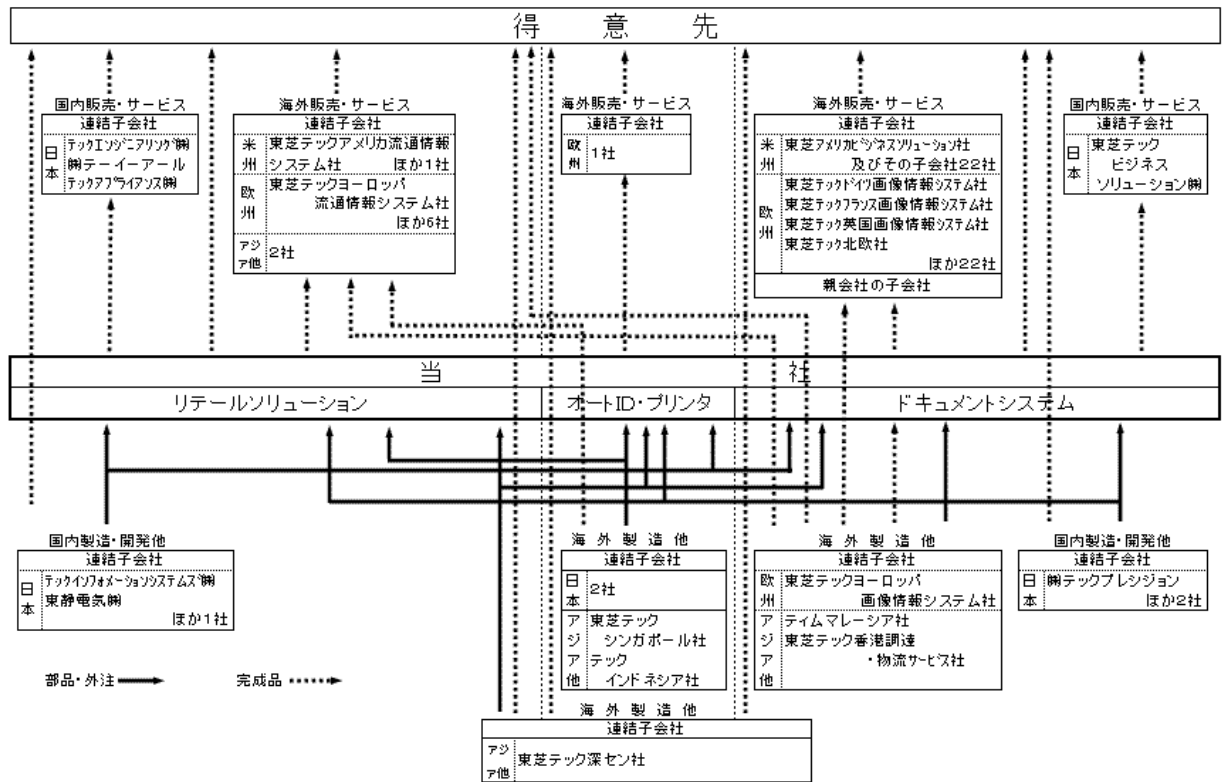 得意先
国内販売・サービス
連結子会社
日本
テックエンジニアリング㈱
㈱テーイーアール
テックアプライアンス㈱
海外販売・サービス
連結子会社
米州
東芝テックアメリカ流通情報
システム社 ほか1社
欧州
東芝テックヨーロッパ
流通情報システム社
ほか6社
アジア他
2社
海外販売・サービス
連結子会社
欧州
1社
海外販売・サービス
連結子会社
米州
東芝アメリカビジネスソリューション社
及びその子会社22社
欧州
東芝テックドイツ画像情報システム社
東芝テックフランス画像情報システム社
東芝テック英国画像情報システム社
東芝テック北欧社
ほか22社
親会社の子会社
国内販売・サービス
連結子会社
日本
東芝テック
ビジネス
ソリューション㈱
当社
リテールソリューション
オートID・プリンタ
ドキュメントシステム
国内製造・開発他
連結子会社
日本
テックインフォメーションシステムズ㈱
東静電気㈱
ほか1社
海外製造他
連結子会社
日本
2社
アジア他
東芝テック
シンガポール社
テック
インドネシア社
海外製造他
連結子会社
欧州
東芝テックヨーロッパ
画像情報システム社
アジア他
ティムマレーシア社
東芝テック香港調達
・物流サービス社
国内製造・開発他
連結子会社
日本
㈱テックプレシジョン
ほか2社
部品・外注
完成品
海外製造他
連結子会社
アジア他
東芝テック深セン社